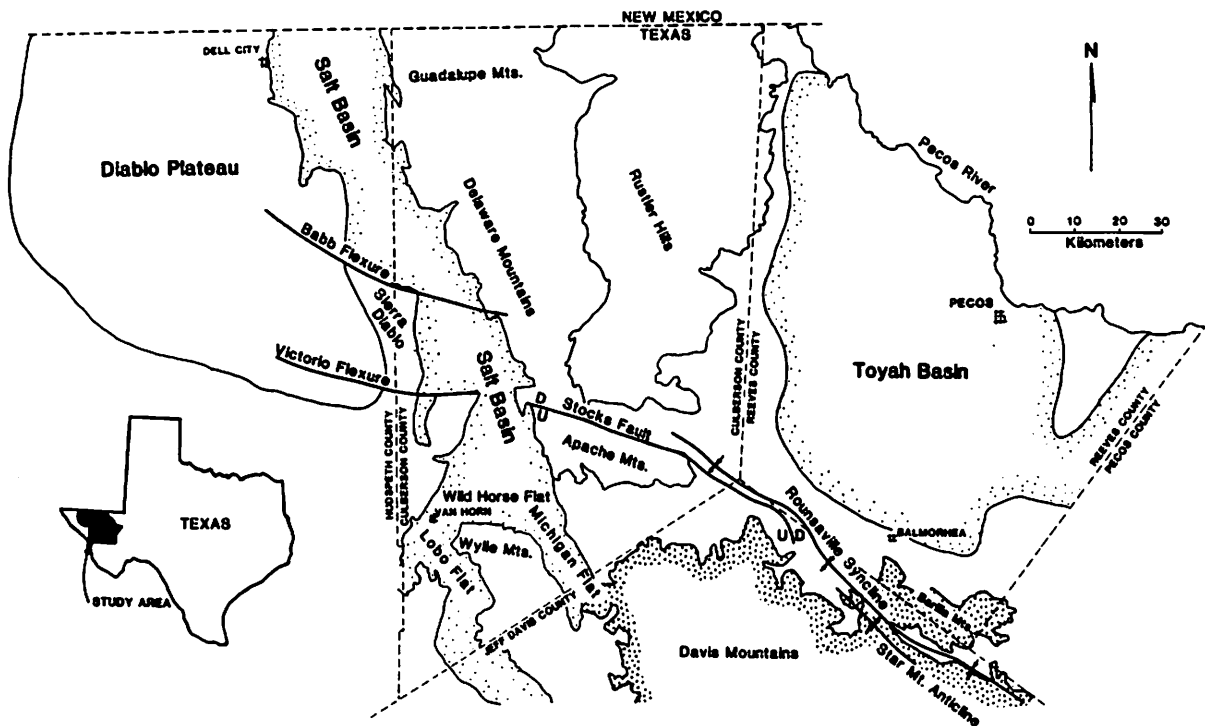 NEW MEXICO
TEXAS
DELL CITY
Salt Basin
Guadalupe Mts.
N
Diablo Plateau
Pecos River
0 10 20 30
Kilometers
Delaware Mountains
Rustler Hills
Babb Flexure
Sierra Diablo
PECOS
Victorio Flexure
Salt Basin
CULBERSON COUNTY
REEVES COUNTY
Toyah Basin
D
U
Stocks Fault
Apache Mts.
REEVES COUNTY
PECOS COUNTY
HUDSPETH COUNTY
CULBERSON COUNTY
TEXAS
Wild Horse Flat
VAN HORN
Michigan Flat
Wylie Mts.
Lobo Flat
Rounsaville Syncline
U D
BALMORHEA
STUDY AREA
JEFF DAVIS COUNTY
Barilla Mts.
Davis Mountains
Star Mt. Anticline